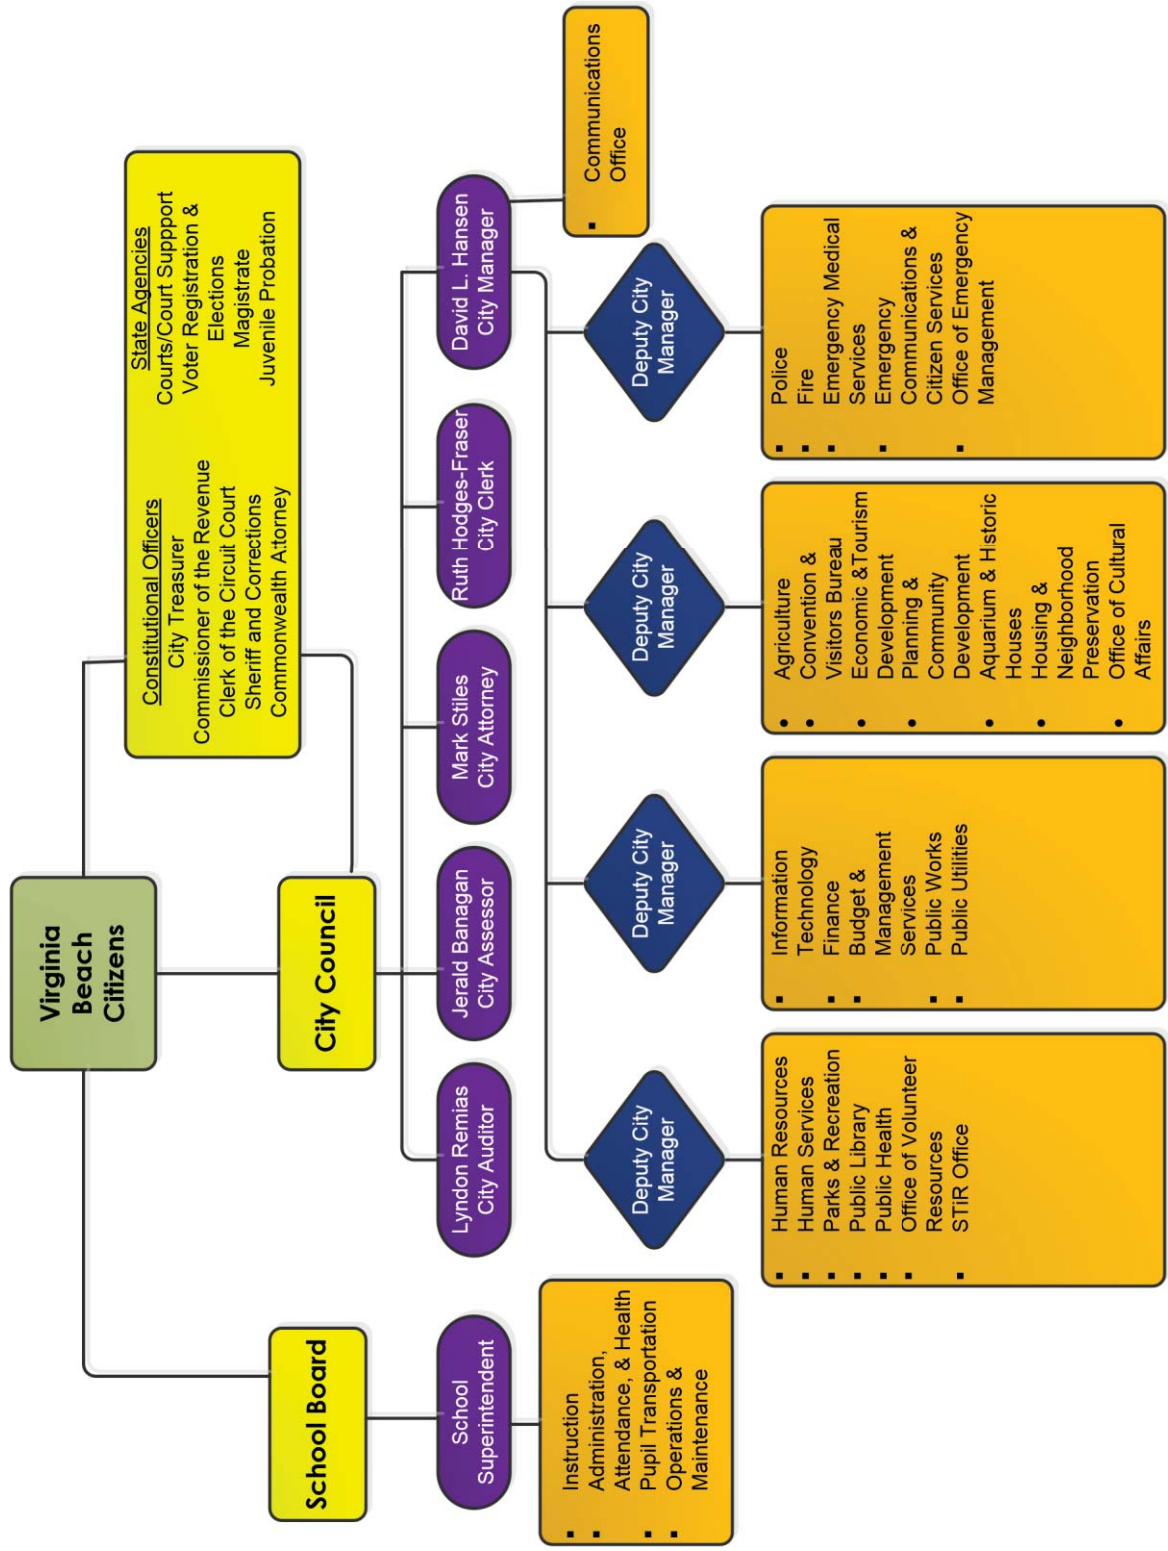 Virginia
Beach
Citizens
Constitutional Officers
City Treasurer
Commissioner of the Revenue
Clerk of the Circuit Court
Sheriff and Corrections
Commonwealth Attorney
State Agencies
Courts/Court Suppport
Voter Registration &
Elections
Magistrate
Juvenile Probation
School Board
City Council
School
Superintendent
Lyndon Remias
City Auditor
Jerald Banagan
City Assessor
Mark Stiles
City Attorney
Ruth Hodges-Fraser
City Clerk
David L. Hansen
City Manager
▪ Instruction
▪ Administration,
Attendance, & Health
▪ Pupil Transportation
▪ Operations &
Maintenance
▪ Communications
Office
Deputy City
Manager
Deputy City
Manager
Deputy City
Manager
Deputy City
Manager
▪ Human Resources
▪ Human Services
▪ Parks & Recreation
▪ Public Library
▪ Public Health
▪ Office of Volunteer
Resources
▪ STiR Office
▪ Information
Technology
▪ Finance
▪ Budget &
Management
Services
▪ Public Works
▪ Public Utilities
• Agriculture
• Convention &
Visitors Bureau
• Economic &Tourism
Development
• Planning &
Community
Development
• Aquarium & Historic
Houses
• Housing &
Neighborhood
Preservation
• Office of Cultural
Affairs
▪ Police
▪ Fire
▪ Emergency Medical
Services
▪ Emergency
Communications &
Citizen Services
▪ Office of Emergency
Management